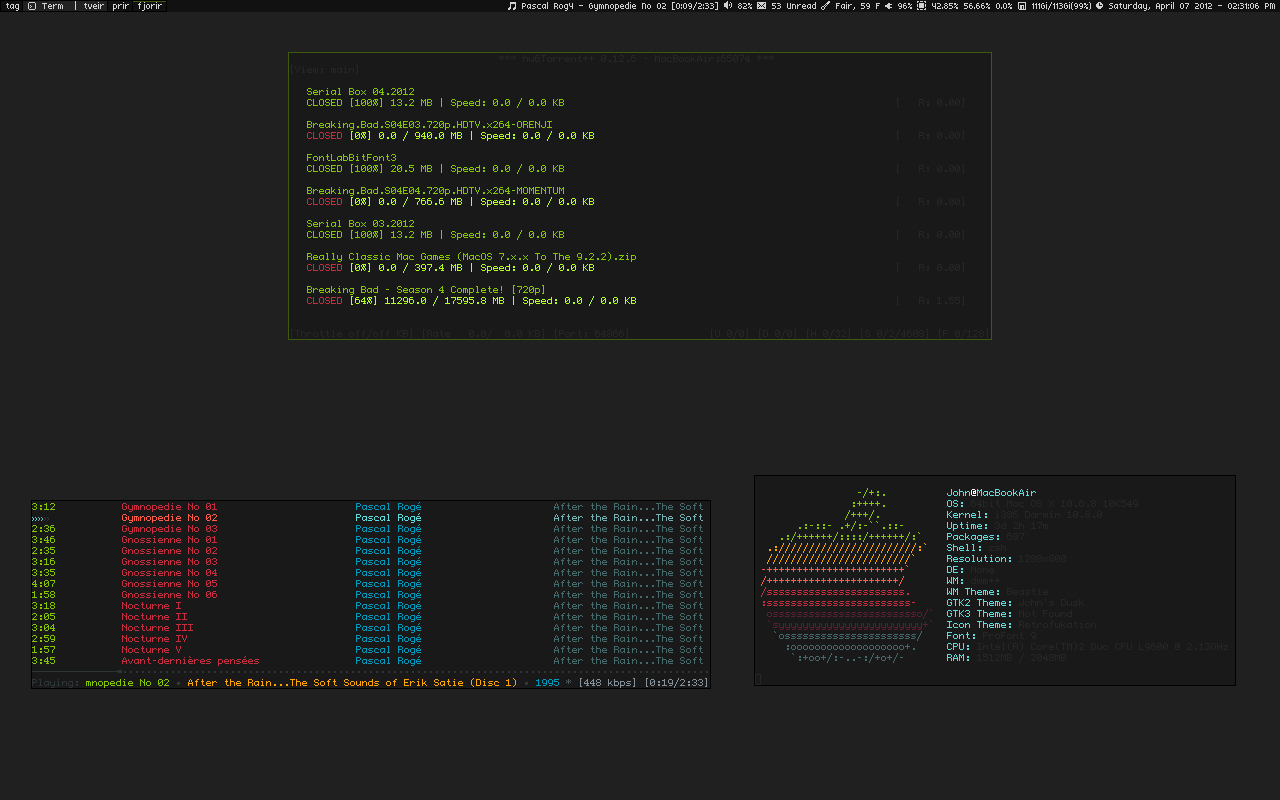 tag Term | tveir prir fjorir Pascal Rog4 - Gymnopedie No 02 [0:09/2:33] 82% 53 Unread Fair, 59 F 96% 42.85% 56.66% 0.0% 111Gi/113Gi(99%) Saturday, April 07 2012 - 02:31:06 PM
[View: main]
Serial Box 04.2012
CLOSED [100%] 13.2 MB | Speed: 0.0 / 0.0 KB [ R: 0.00]
Breaking.Bad.S04E03.720p.HDTV.x264-ORENJI
CLOSED [0%] 0.0 / 940.0 MB | Speed: 0.0 / 0.0 KB [ R: 0.00]
FontLabBitFont3
CLOSED [100%] 20.5 MB | Speed: 0.0 / 0.0 KB [ R: 0.00]
Breaking.Bad.S04E04.720p.HDTV.x264-MOMENTUM
CLOSED [0%] 0.0 / 766.6 MB | Speed: 0.0 / 0.0 KB [ R: 0.00]
Serial Box 03.2012
CLOSED [100%] 13.2 MB | Speed: 0.0 / 0.0 KB [ R: 0.00]
Really Classic Mac Games (MacOS 7.x.x To The 9.2.2).zip
CLOSED [0%] 0.0 / 397.4 MB | Speed: 0.0 / 0.0 KB [ R: 0.00]
Breaking Bad - Season 4 Complete! [720p]
CLOSED [64%] 11296.0 / 17595.8 MB | Speed: 0.0 / 0.0 KB [ R: 1.55]
[Throttle off/off KB] [Rate 0.0/ 0.0 KB] [Port: 64866] [U 0/0] [D 0/0] [H 0/32] [S 0/2/4608] [F 0/128]
3:12 Gymnopedie No 01 Pascal Rogé After the Rain...The Soft
»»» Gymnopedie No 02 Pascal Rogé After the Rain...The Soft
2:36 Gymnopedie No 03 Pascal Rogé After the Rain...The Soft
3:46 Gnossienne No 01 Pascal Rogé After the Rain...The Soft
2:35 Gnossienne No 02 Pascal Rogé After the Rain...The Soft
3:16 Gnossienne No 03 Pascal Rogé After the Rain...The Soft
3:35 Gnossienne No 04 Pascal Rogé After the Rain...The Soft
4:07 Gnossienne No 05 Pascal Rogé After the Rain...The Soft
1:58 Gnossienne No 06 Pascal Rogé After the Rain...The Soft
3:18 Nocturne I Pascal Rogé After the Rain...The Soft
2:05 Nocturne II Pascal Rogé After the Rain...The Soft
3:04 Nocturne III Pascal Rogé After the Rain...The Soft
2:59 Nocturne IV Pascal Rogé After the Rain...The Soft
1:57 Nocturne V Pascal Rogé After the Rain...The Soft
3:45 Avant-dernières pensées Pascal Rogé After the Rain...The Soft
Playing: mnopedie No 02 * After the Rain...The Soft Sounds of Erik Satie (Disc 1) * 1995 * [448 kbps] [0:19/2:33]
John@MacBookAir
OS: Mac OS X 10.6.8 10K549
Kernel: i386 Darwin 10.8.0
Uptime: 3d 2h 17m
Packages: 697
Shell: zsh
Resolution: 1280x800
DE: None
WM: dwm++
WM Theme: Beastie
GTK2 Theme: John's Dusk
GTK3 Theme: Not Found
Icon Theme: Retrofukation
Font: ProFont 9
CPU: Intel(R) Core(TM)2 Duo CPU L9600 @ 2.13GHz
RAM: 1512MB / 2048MB